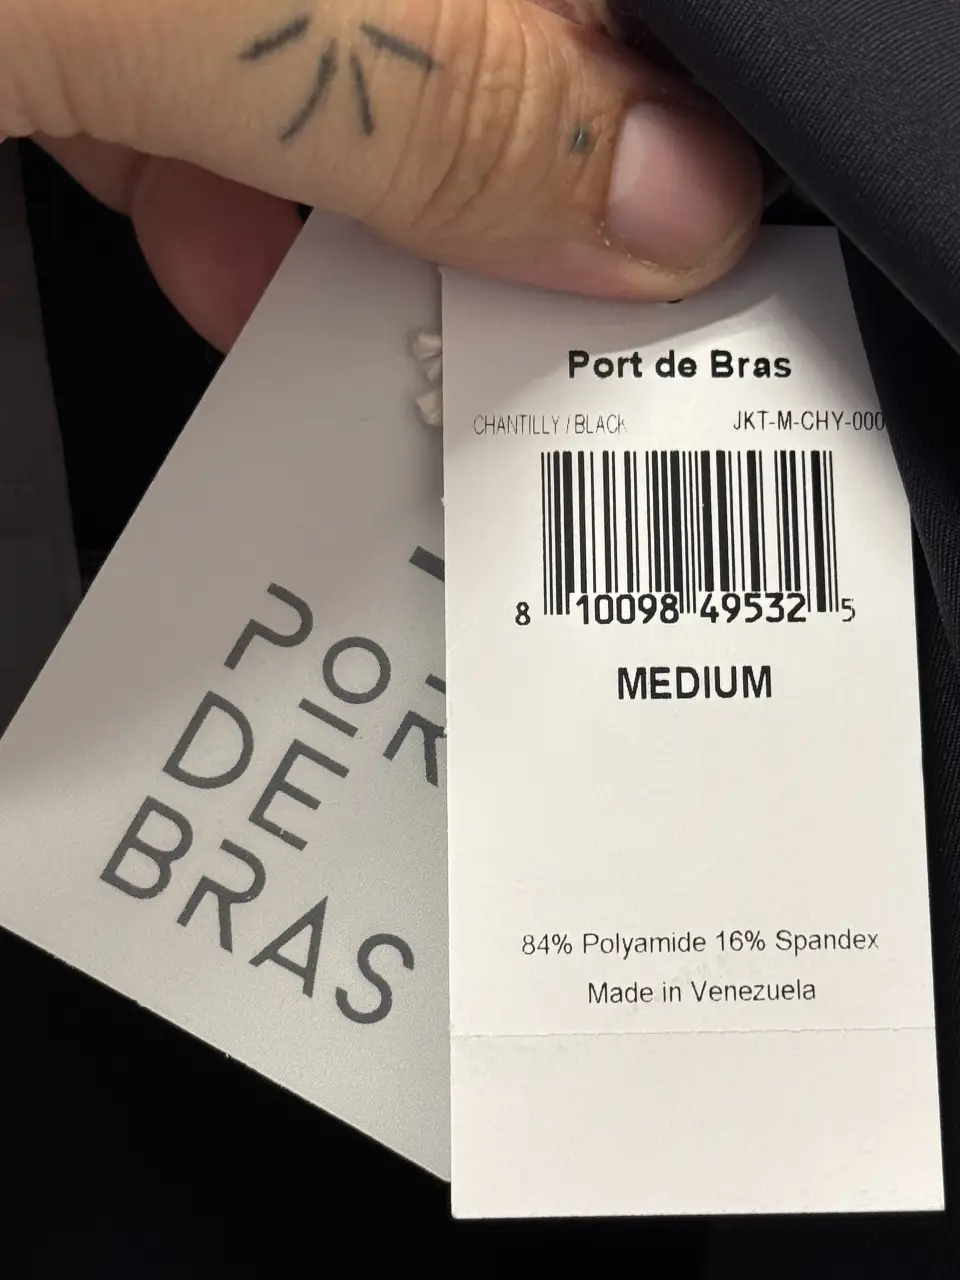 Port de Bras
CHANTILLY / BLACK
JKT-M-CHY-000
8 10098 49532 5
MEDIUM
84% Polyamide 16% Spandex
Made in Venezuela
POR
DE
BRAS